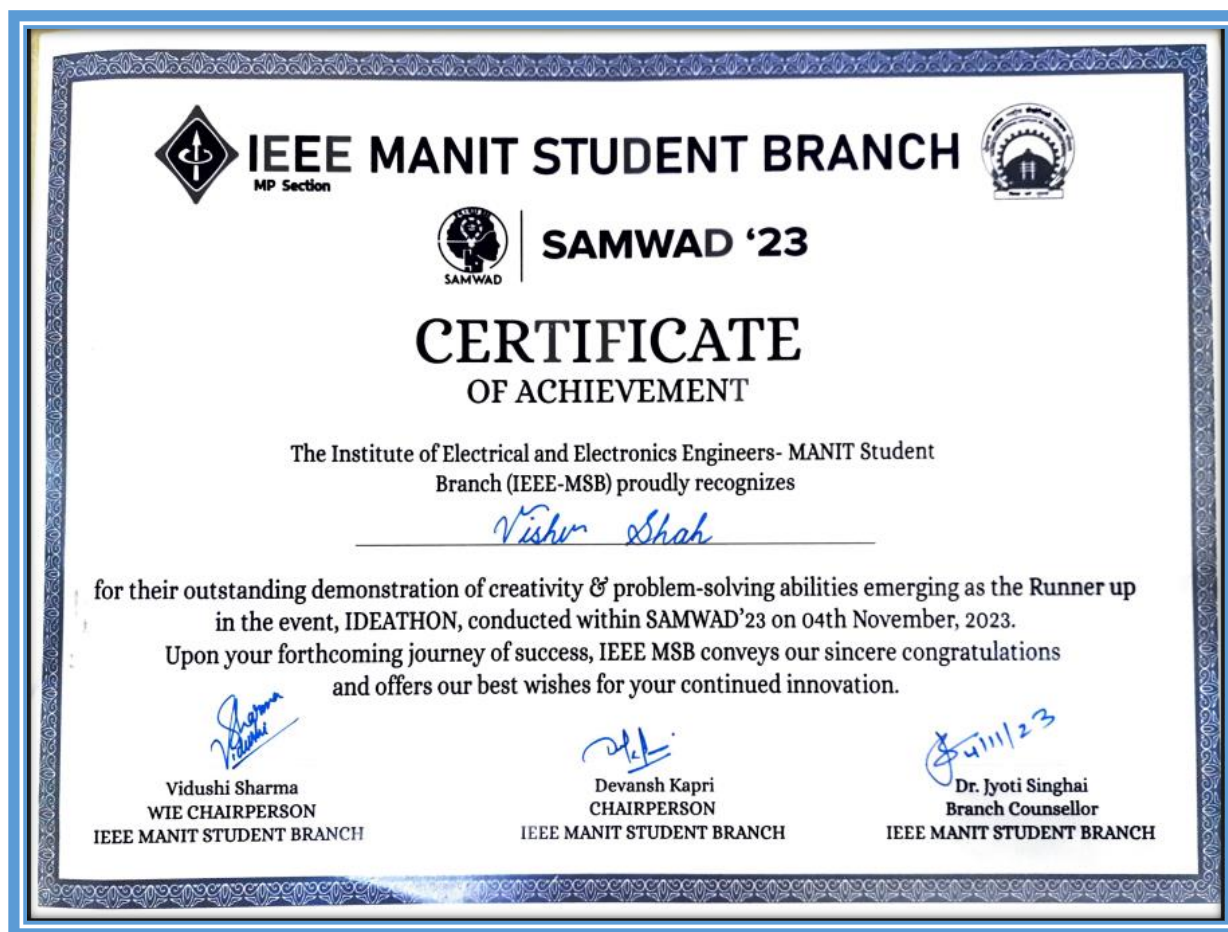 IEEE MANIT STUDENT BRANCH
MP Section
SAMWAD
SAMWAD ‘23
CERTIFICATE
OF ACHIEVEMENT
The Institute of Electrical and Electronics Engineers- MANIT Student
Branch (IEEE-MSB) proudly recognizes
Shah
for their outstanding demonstration of creativity & problem-solving abilities emerging as the Runner up
in the event, IDEATHON, conducted within SAMWAD'23 on 04th November, 2023.
Upon your forthcoming journey of success, IEEE MSB conveys our sincere congratulations
and offers our best wishes for your continued innovation.
Sharma
Vidushi
4/11/23
Vidushi Sharma
WIE CHAIRPERSON
IEEE MANIT STUDENT BRANCH
Devansh Kapri
CHAIRPERSON
IEEE MANIT STUDENT BRANCH
Dr. Jyoti Singhai
Branch Counsellor
IEEE MANIT STUDENT BRANCH